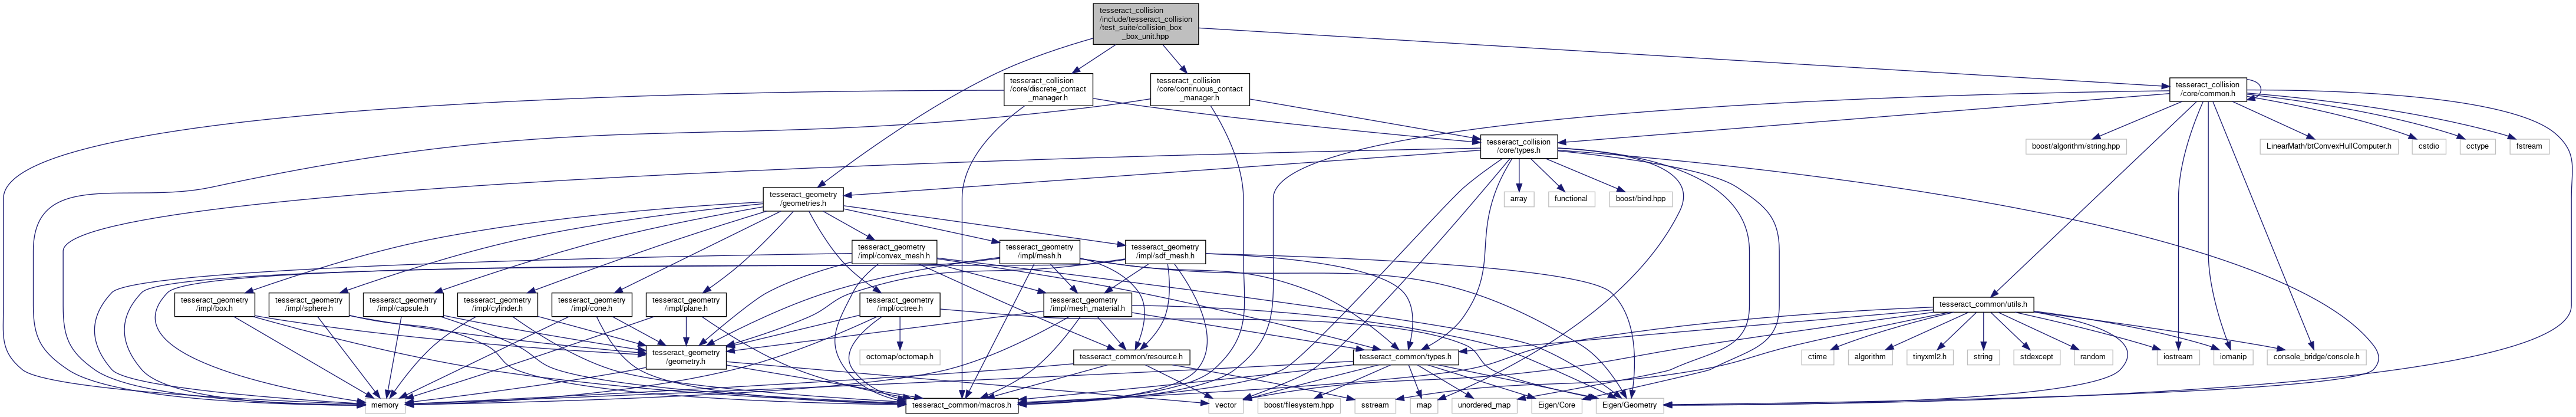 tesseract_collision
/include/tesseract_collision
/test_suite/collision_box
_box_unit.hpp
tesseract_collision
/core/discrete_contact
_manager.h
tesseract_collision
/core/continuous_contact
_manager.h
tesseract_collision
/core/common.h
tesseract_collision
/core/types.h
boost/algorithm/string.hpp
LinearMath/btConvexHullComputer.h
cstdio
cctype
fstream
tesseract_geometry
/geometries.h
array
functional
boost/bind.hpp
tesseract_geometry
/impl/convex_mesh.h
tesseract_geometry
/impl/mesh.h
tesseract_geometry
/impl/sdf_mesh.h
tesseract_geometry
/impl/box.h
tesseract_geometry
/impl/sphere.h
tesseract_geometry
/impl/capsule.h
tesseract_geometry
/impl/cylinder.h
tesseract_geometry
/impl/cone.h
tesseract_geometry
/impl/plane.h
tesseract_geometry
/impl/octree.h
tesseract_geometry
/impl/mesh_material.h
tesseract_common/utils.h
tesseract_geometry
/geometry.h
octomap/octomap.h
tesseract_common/resource.h
tesseract_common/types.h
ctime
algorithm
tinyxml2.h
string
stdexcept
random
iostream
iomanip
console_bridge/console.h
memory
tesseract_common/macros.h
vector
boost/filesystem.hpp
sstream
map
unordered_map
Eigen/Core
Eigen/Geometry